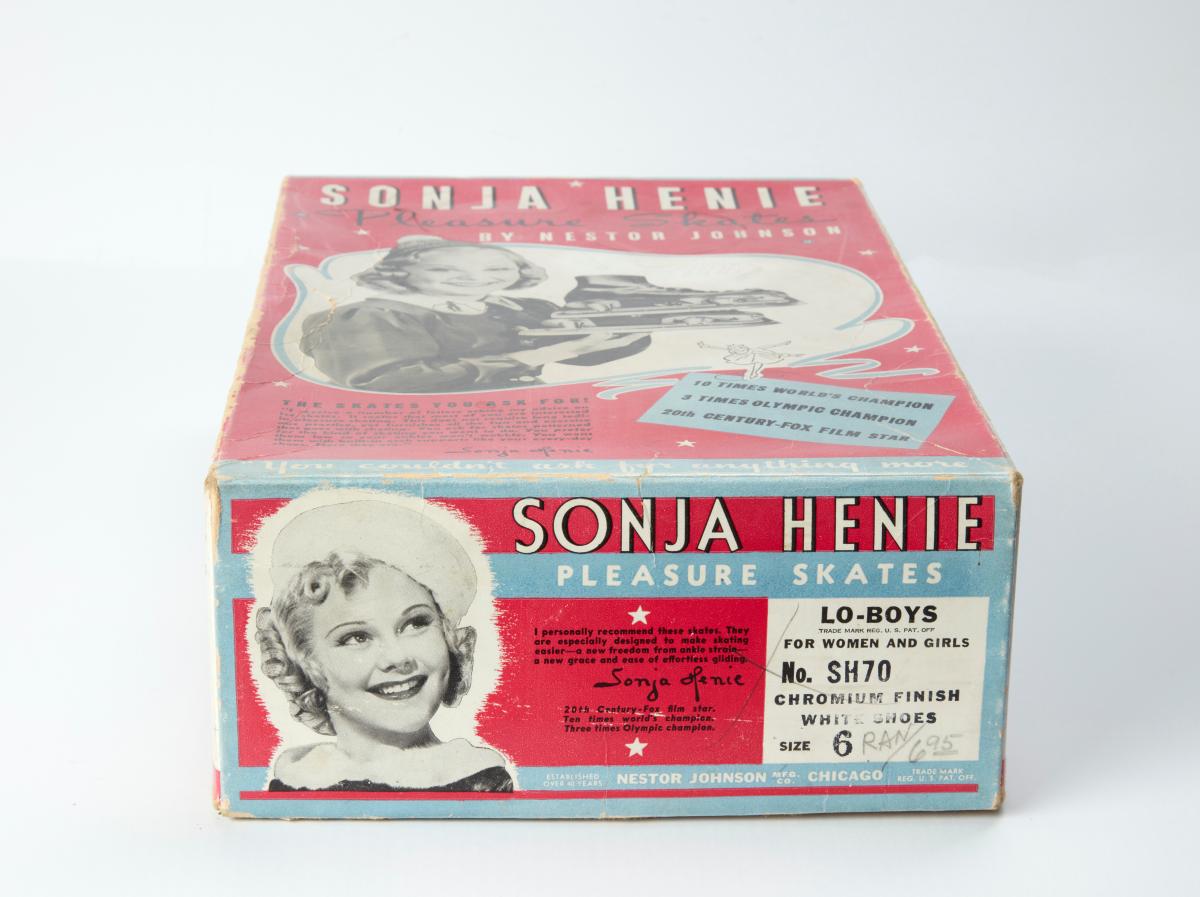 SONJA HENIE
Pleasure Skates
BY NESTOR JOHNSON
10 TIMES WORLD'S CHAMPION
3 TIMES OLYMPIC CHAMPION
20th CENTURY-FOX FILM STAR
THE SKATES YOU ASK FOR!
Sonja Henie
You couldn't ask for anything more
SONJA HENIE
PLEASURE SKATES
I personally recommend these skates. They
are especially designed to make skating
easier—a new freedom from ankle strain—
a new grace and ease of effortless gliding.
Sonja Henie
20th Century-Fox film star.
Ten times world's champion.
Three times Olympic champion.
LO-BOYS
TRADE MARK REG. U. S. PAT. OFF
FOR WOMEN AND GIRLS
No. SH70
CHROMIUM FINISH
WHITE SHOES
SIZE 6 RAN 6.95
ESTABLISHED
OVER 40 YEARS
NESTOR JOHNSON MFG. CO. CHICAGO
TRADE MARK
REG. U. S. PAT. OFF.